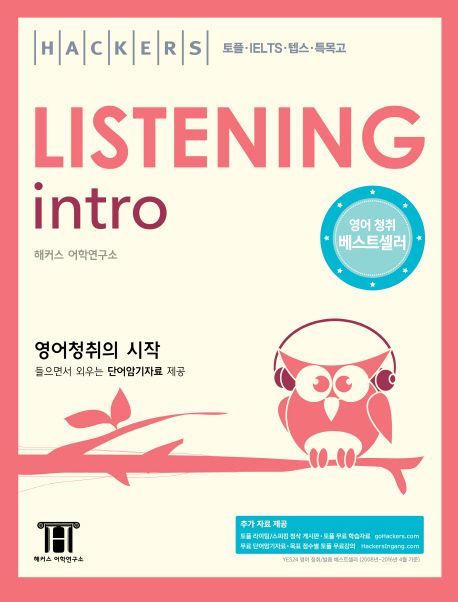 HACKERS 토플·IELTS·텝스·특목고
LISTENING
intro
해커스 어학연구소
영어 청취
베스트셀러
영어청취의 시작
들으면서 외우는 단어암기자료 제공
추가 자료 제공
토플 라이팅/스피킹 첨삭 게시판·토플 무료 학습자료 goHackers.com
무료 단어암기자료·목표 점수별 토플 무료강의 HackersIngang.com
YES24 영어 청취/발음 베스트셀러 (2008년~2016년 4월 기준)
해커스 어학연구소